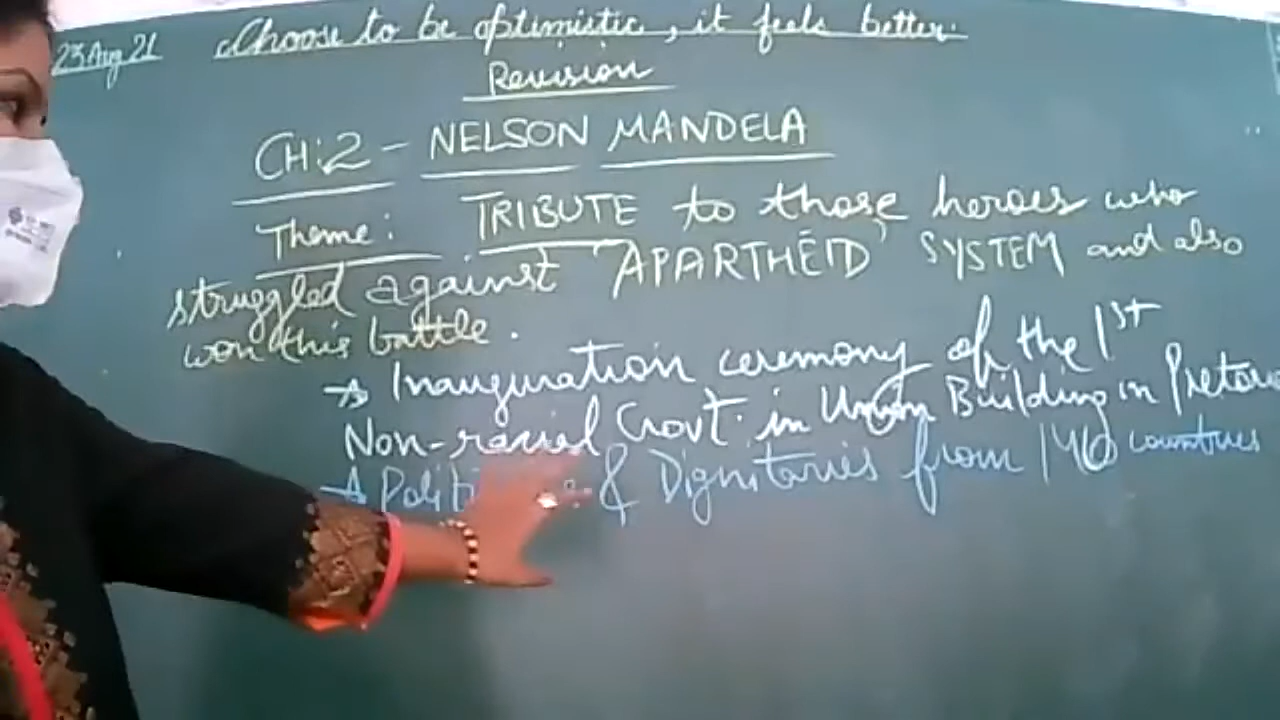 23 Aug 21 Choose to be optimistic, it feels better.
Revision
CH:2 - NELSON MANDELA
Theme: TRIBUTE to those heroes who
struggled against 'APARTHEID' SYSTEM and also
won this battle.
→ Inauguration ceremony of the 1st
Non-racial Govt. in Union Building in Pretor
→ Politi & Dignitaries from 140 countries